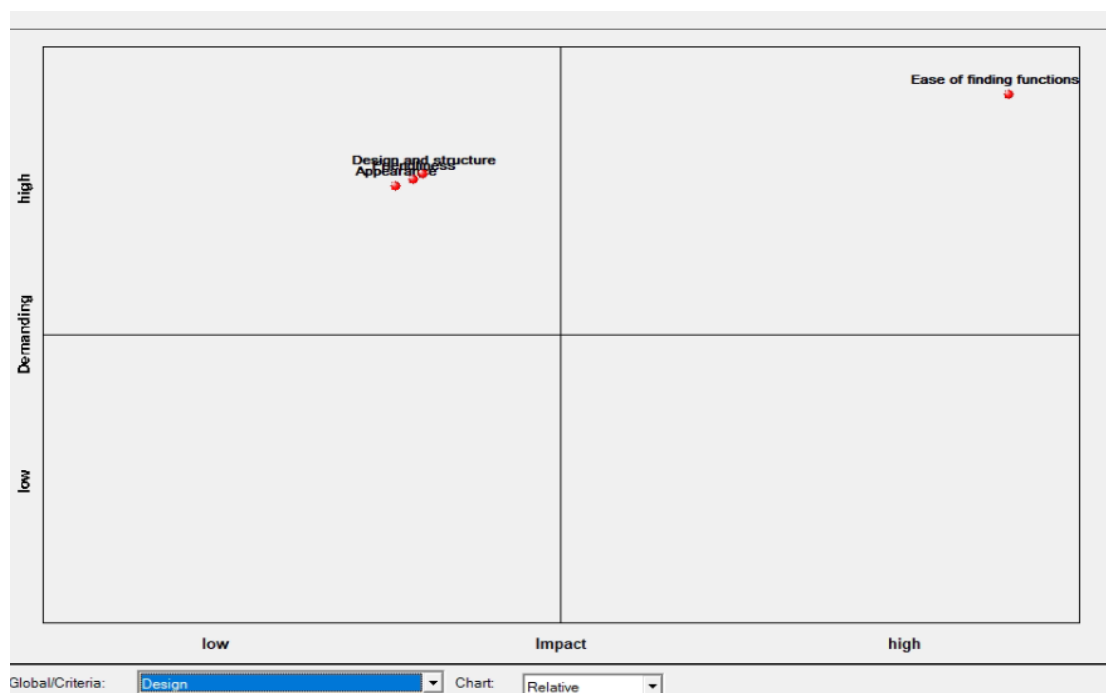 Ease of finding functions
Design and structure
Friendliness
Appearance
high
Demanding
low
low Impact high
Global/Criteria: Design Chart: Relative